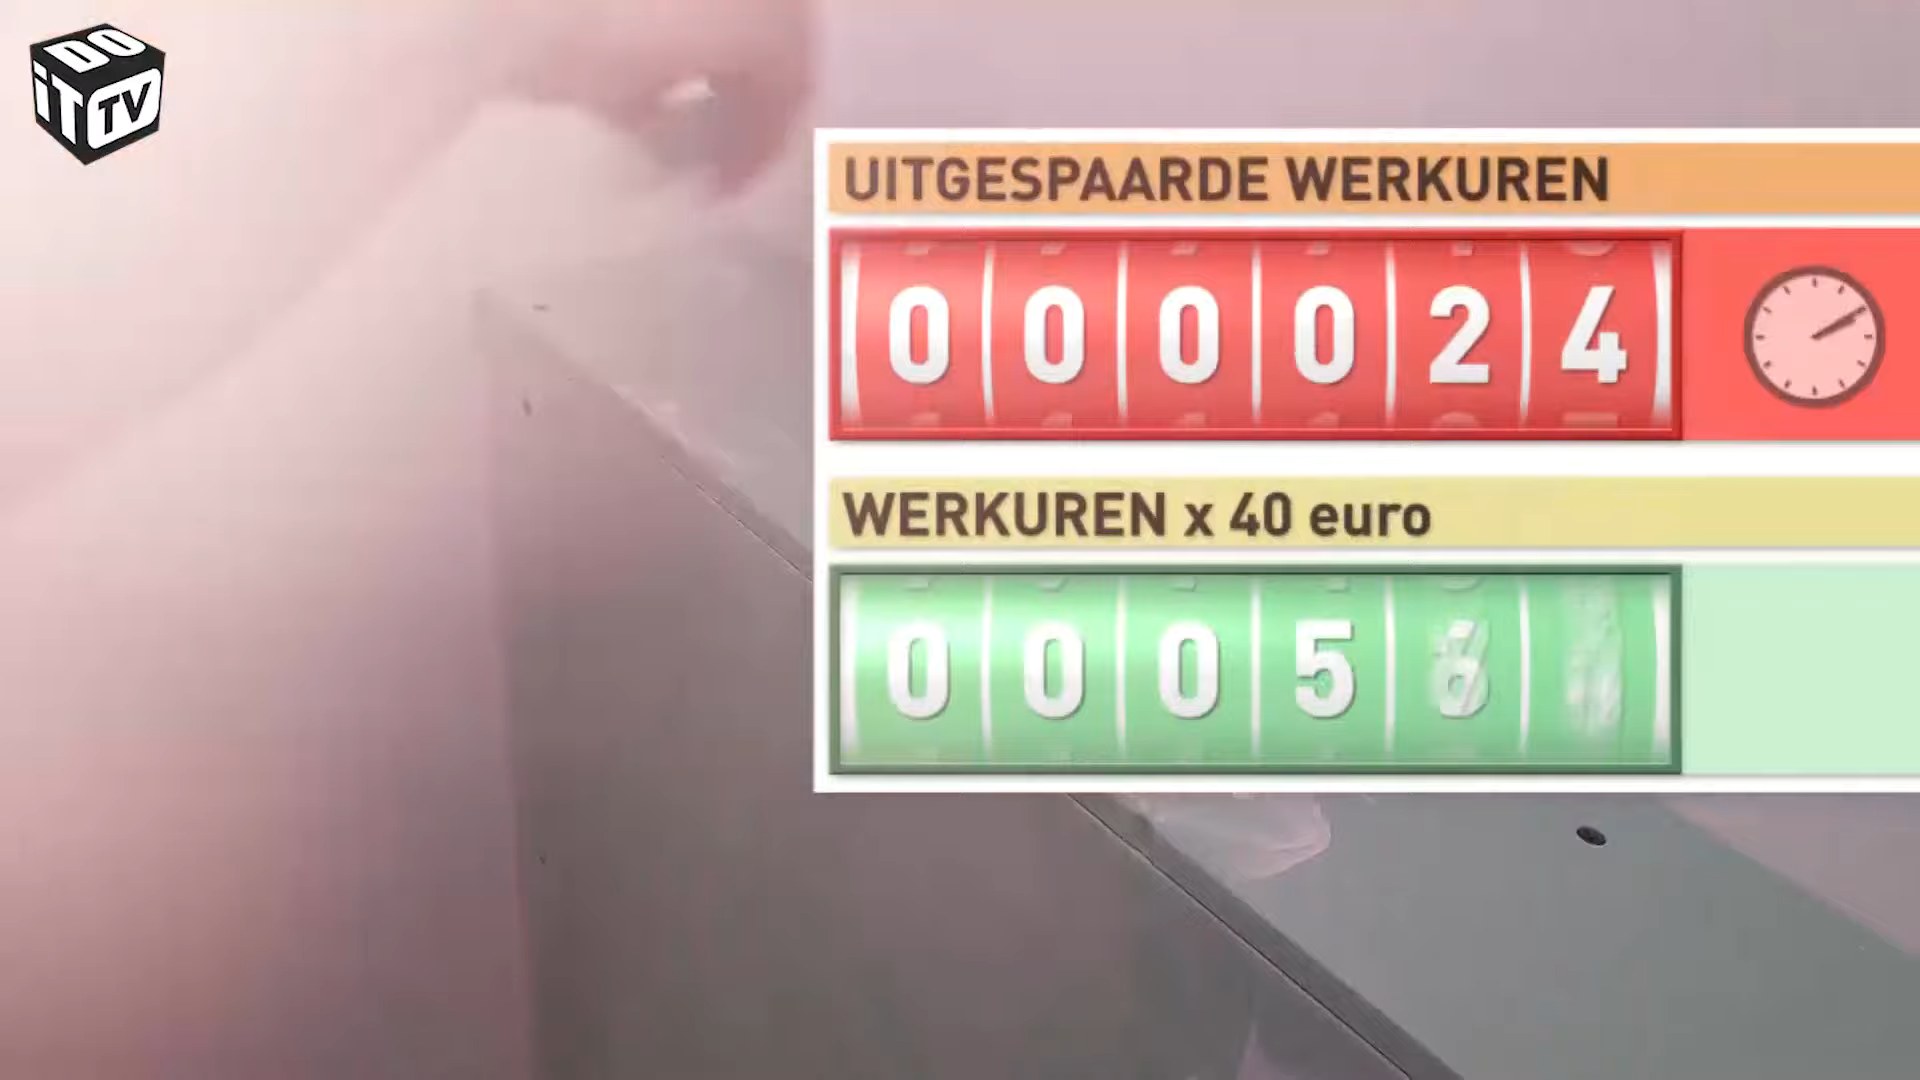 DO
iT TV
UITGESPAARDE WERKUREN
000024
WERKUREN x 40 euro
0005